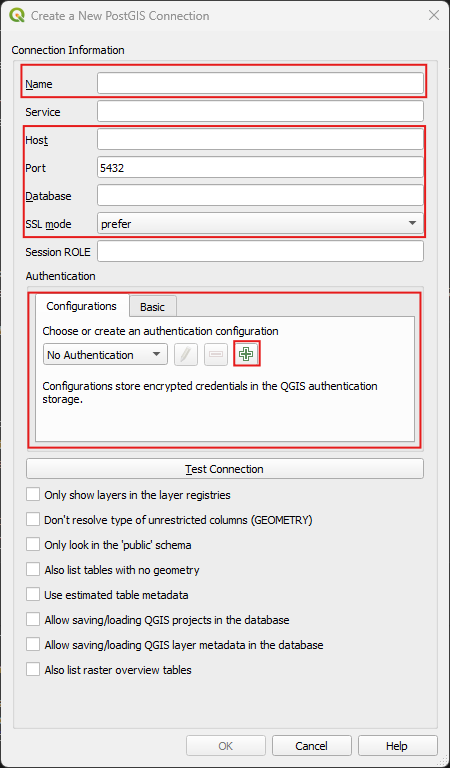 Create a New PostGIS Connection
Connection Information
Name
Service
Host
Port 5432
Database
SSL mode prefer
Session ROLE
Authentication
Configurations Basic
Choose or create an authentication configuration
No Authentication
Configurations store encrypted credentials in the QGIS authentication
storage.
Test Connection
Only show layers in the layer registries
Don't resolve type of unrestricted columns (GEOMETRY)
Only look in the 'public' schema
Also list tables with no geometry
Use estimated table metadata
Allow saving/loading QGIS projects in the database
Allow saving/loading QGIS layer metadata in the database
Also list raster overview tables
OK Cancel Help